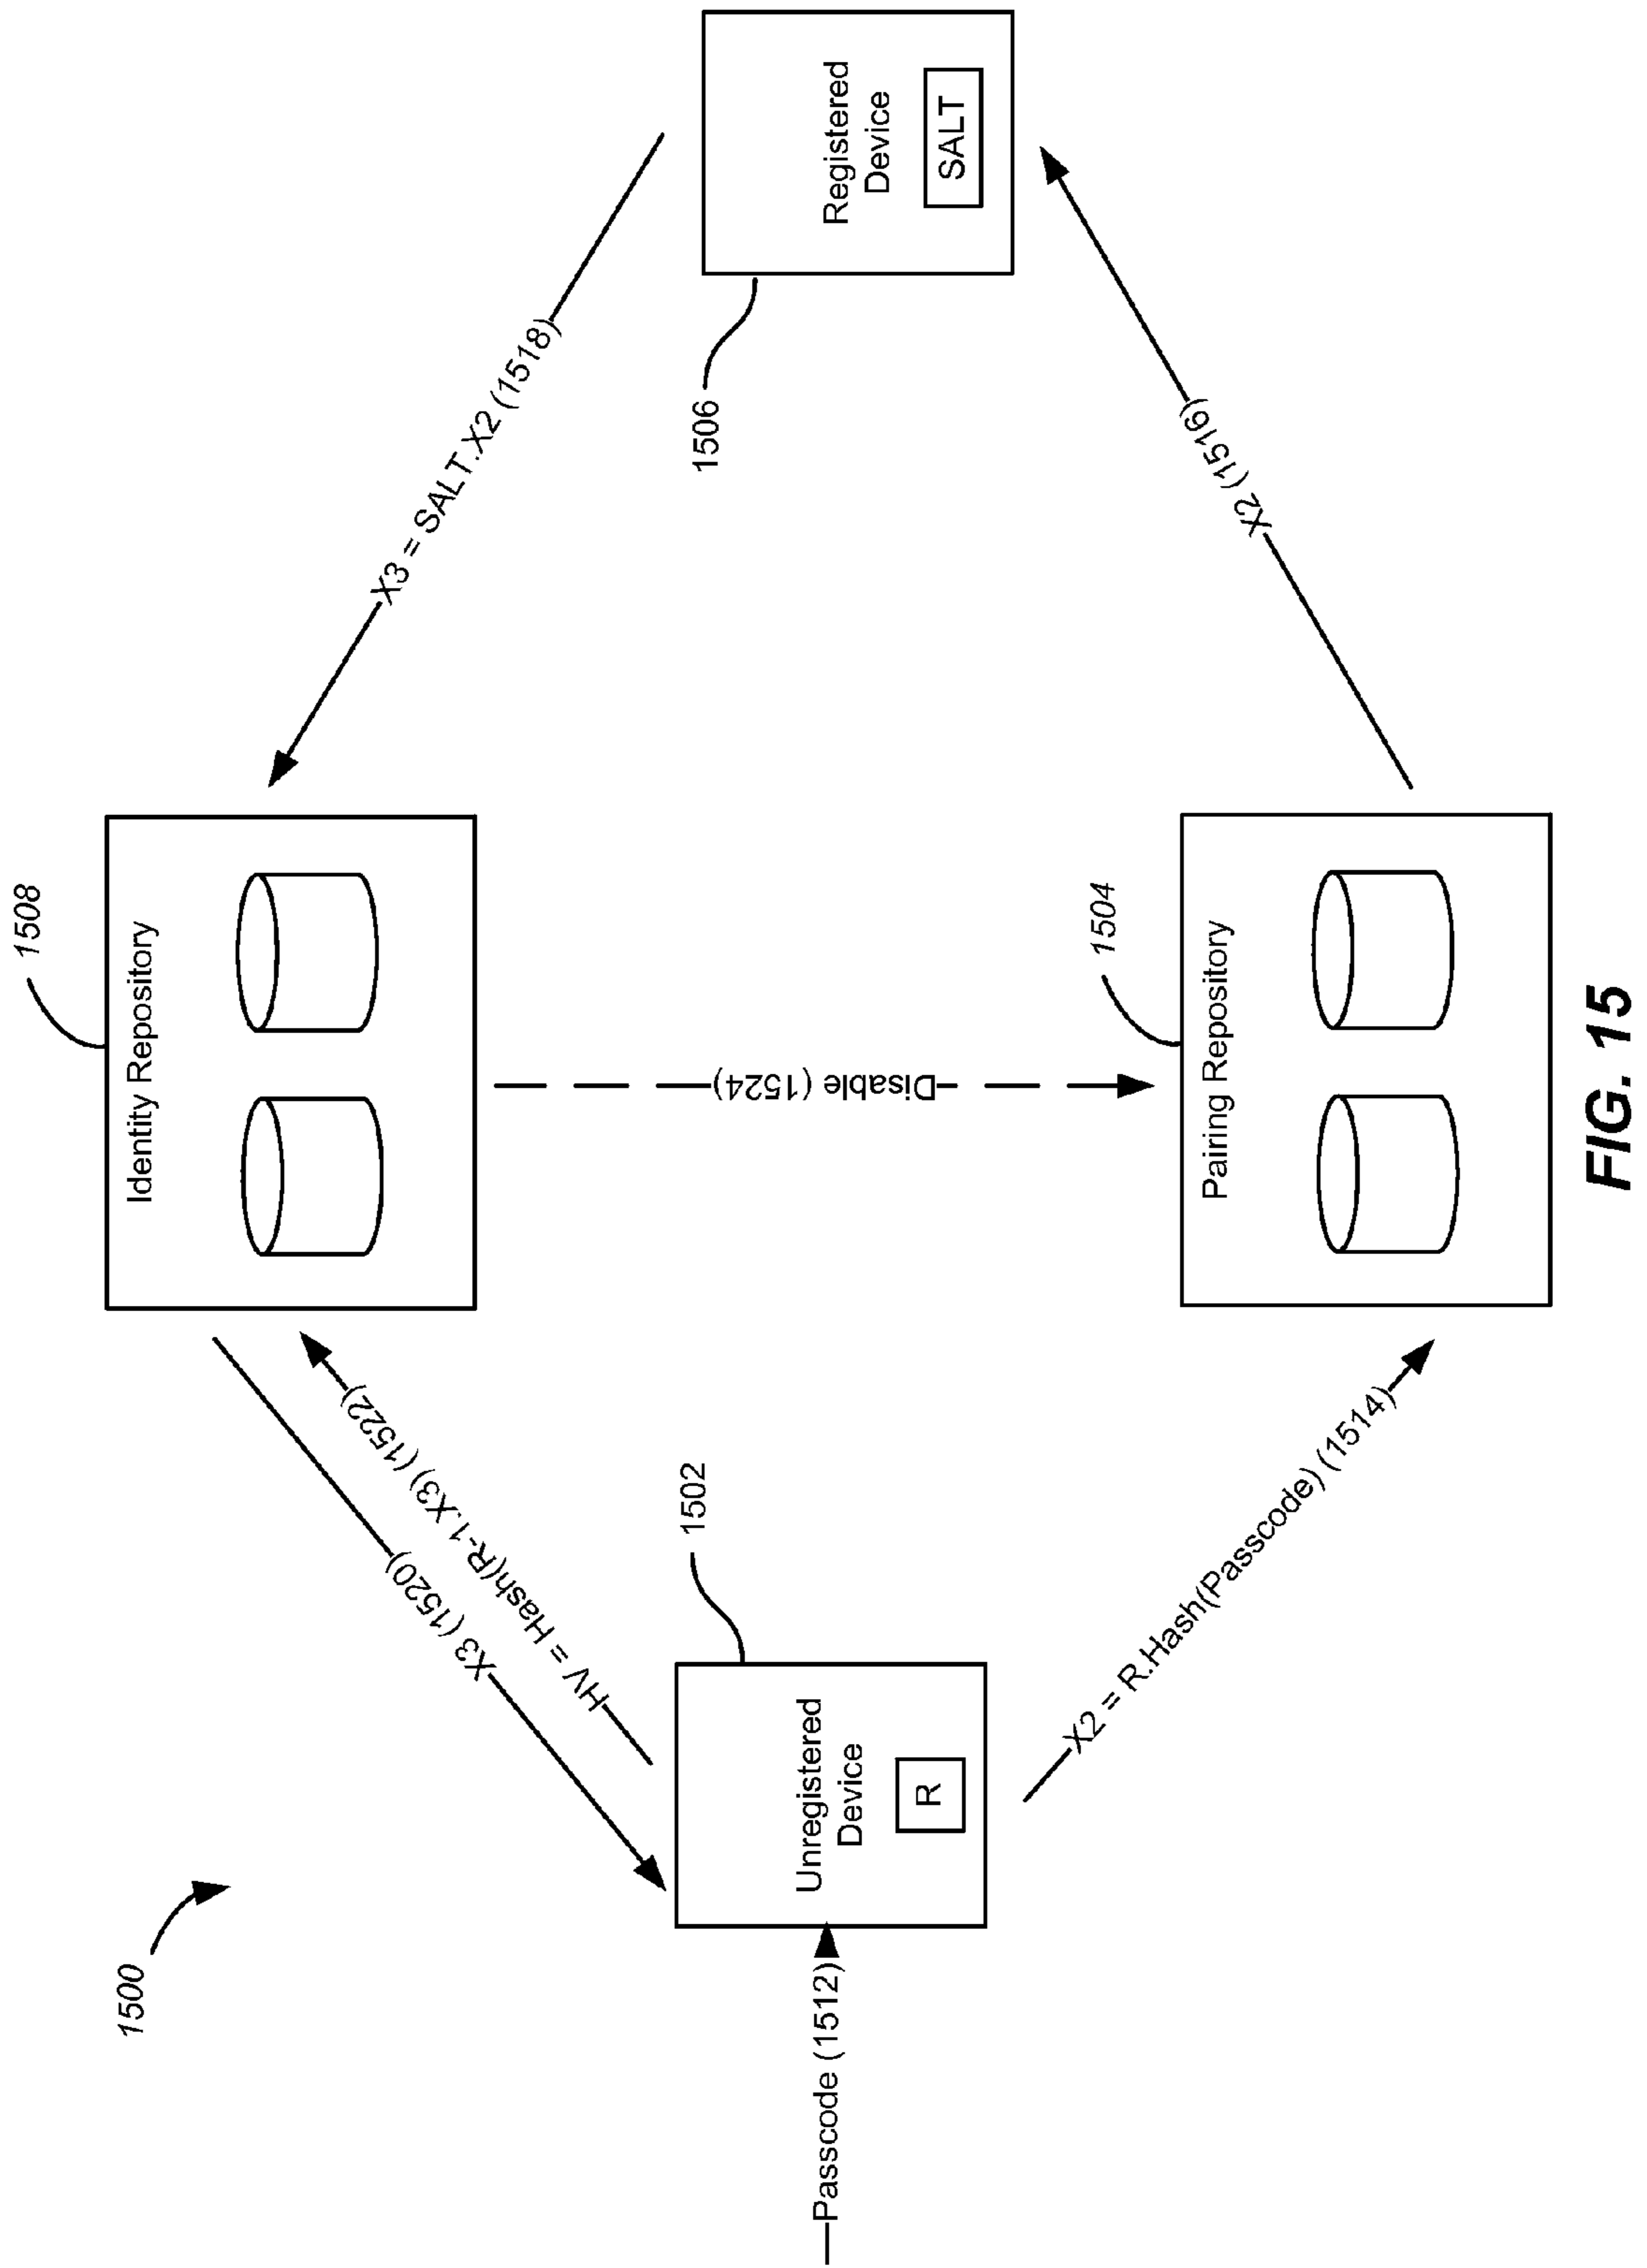 1500
1508
Identity Repository
X3 (1520)
HV = Hash(R-1.X3) (1522)
X3 = SALT.X2 (1518)
Passcode (1512)
Unregistered
Device
R
1502
Disable (1524)
1506
Registered
Device
SALT
X2 = R.Hash(Passcode) (1514)
1504
Pairing Repository
X2 (1516)
FIG. 15